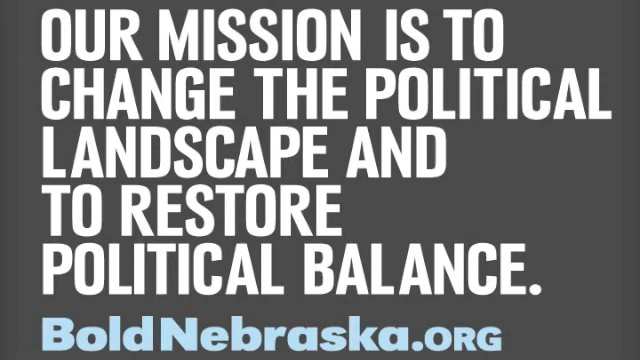 OUR MISSION IS TO
CHANGE THE POLITICAL
LANDSCAPE AND
TO RESTORE
POLITICAL BALANCE.
BoldNebraska.ORG